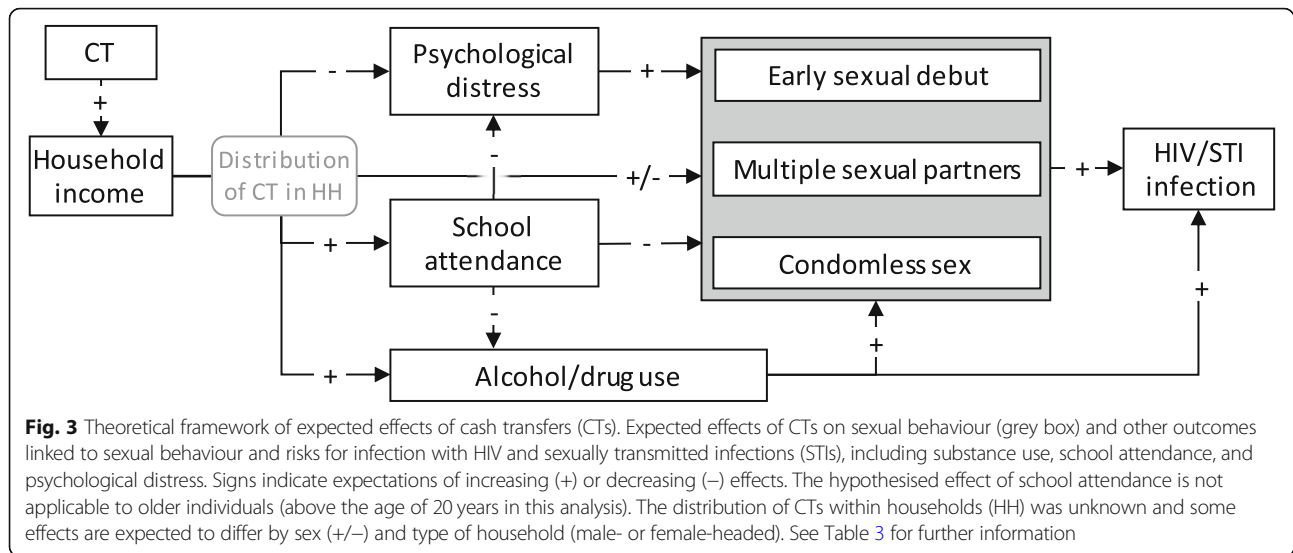 CT
+
Household
income
Distribution
of CT in HH
-
Psychological
distress
+
-
+/-
+
School
attendance
-
-
+
Alcohol/drug use
+
Early sexual debut
Multiple sexual partners
Condomless sex
+
HIV/STI
infection
+
Fig. 3 Theoretical framework of expected effects of cash transfers (CTs). Expected effects of CTs on sexual behaviour (grey box) and other outcomes
linked to sexual behaviour and risks for infection with HIV and sexually transmitted infections (STIs), including substance use, school attendance, and
psychological distress. Signs indicate expectations of increasing (+) or decreasing (−) effects. The hypothesised effect of school attendance is not
applicable to older individuals (above the age of 20 years in this analysis). The distribution of CTs within households (HH) was unknown and some
effects are expected to differ by sex (+/−) and type of household (male- or female-headed). See Table 3 for further information